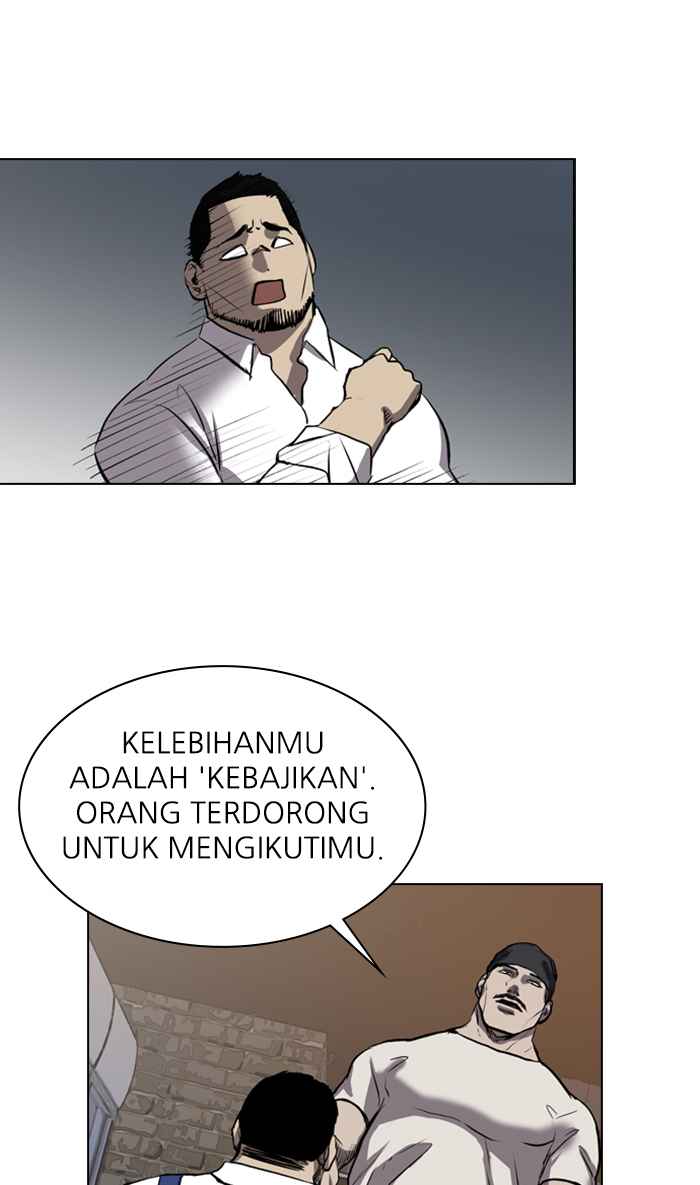 KELEBIHANMU
ADALAH 'KEBAJIKAN'.
ORANG TERDORONG
UNTUK MENGIKUTIMU.